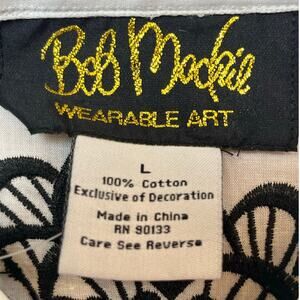 Bob Mackie
WEARABLE ART
L
100% Cotton
Exclusive of Decoration
Made in China
RN 90133
Care See Reverse